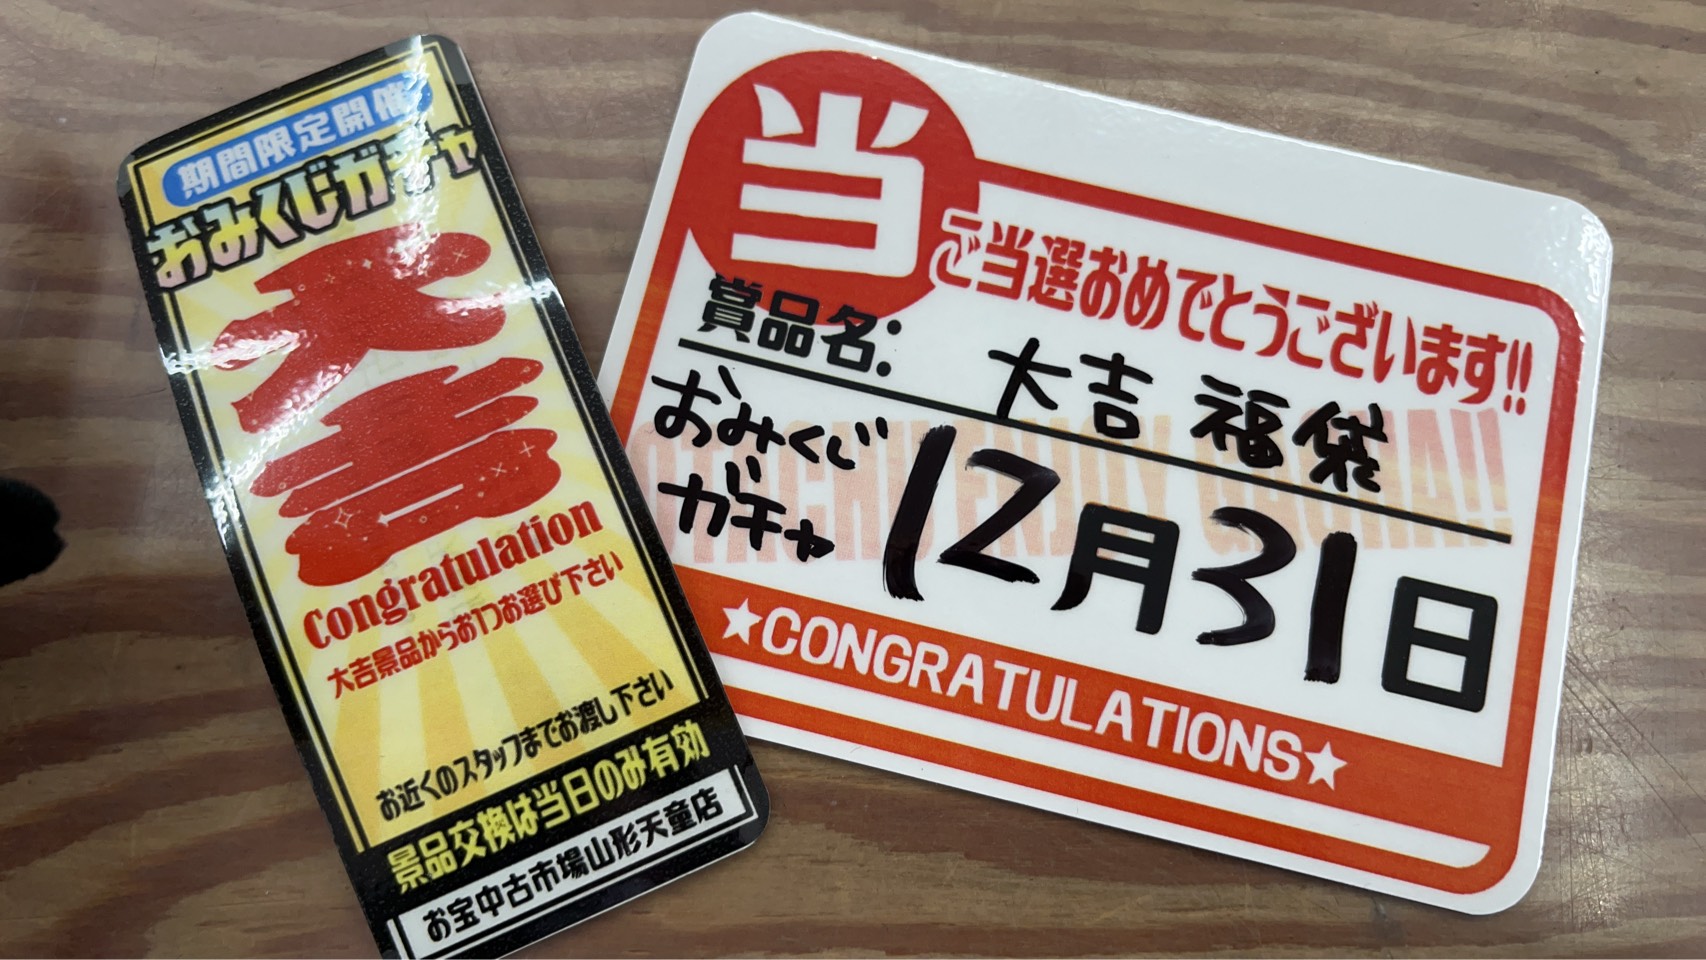 期間限定開催
おみくじガチャ
大吉
Congratulation
大吉景品からお1つお選び下さい
お近くのスタッフまでお渡し下さい
景品交換は当日のみ有効
お宝中古市場山形天童店
当
ご当選おめでとうございます!!
賞品名: 大吉 福袋
おみくじ
ガチャ
12月31日
★CONGRATULATIONS★